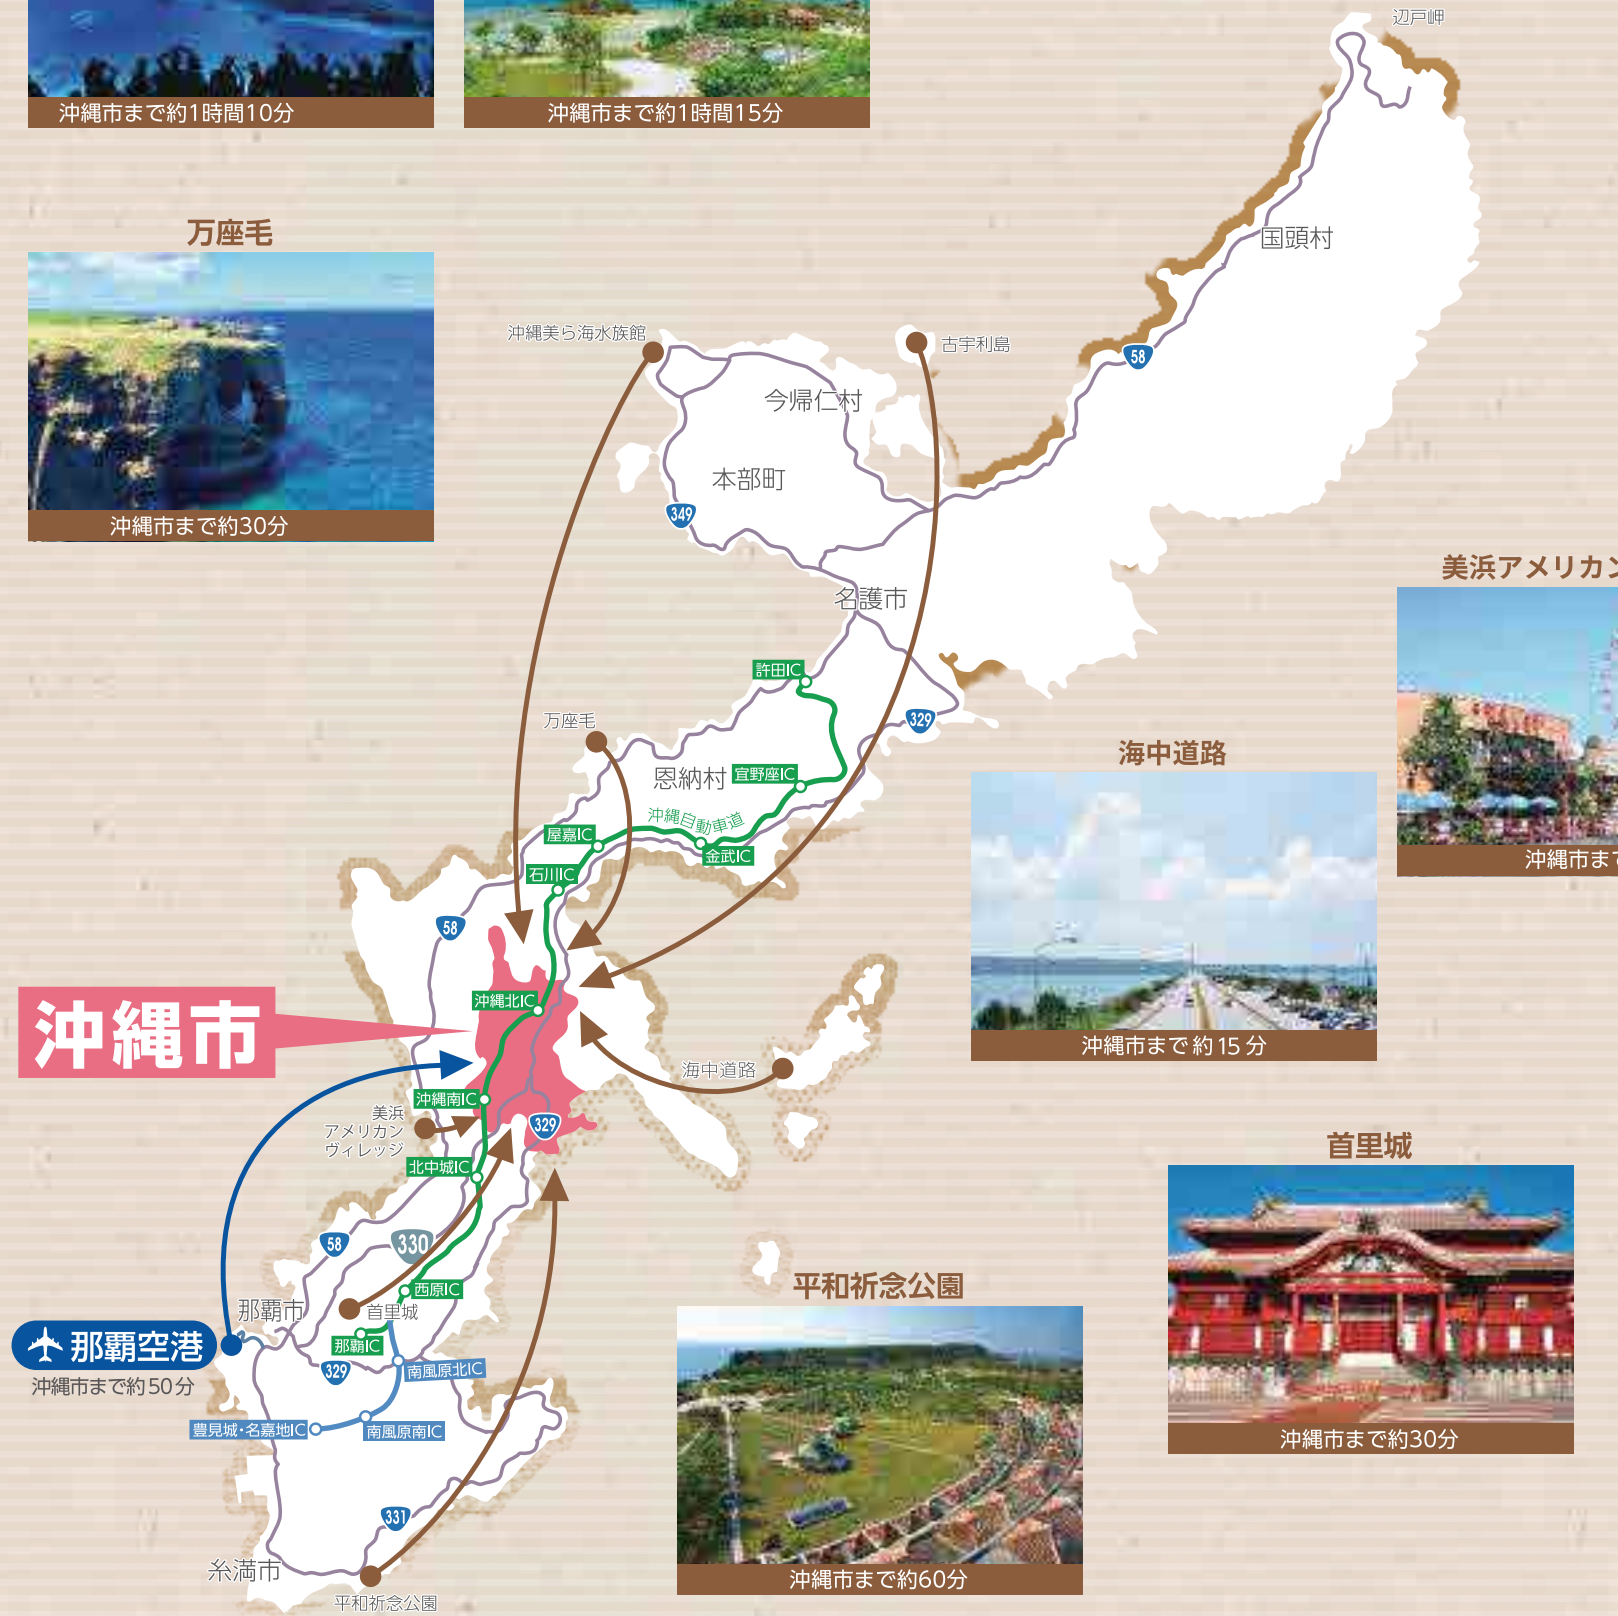 辺戸岬
沖縄市まで約1時間10分
沖縄市まで約1時間15分
万座毛
沖縄市まで約30分
国頭村
沖縄美ら海水族館
古宇利島
58
今帰仁村
本部町
349
名護市
美浜アメリカン
沖縄市まで
許田IC
329
万座毛
恩納村
宜野座IC
沖縄自動車道
屋嘉IC
金武IC
石川IC
海中道路
沖縄市まで約15分
58
沖縄北IC
沖縄市
海中道路
沖縄南IC
美浜
アメリカン
ヴィレッジ
329
北中城IC
首里城
沖縄市まで約30分
58
330
西原IC
那覇市
首里城
那覇IC
那覇空港
沖縄市まで約50分
329
南風原北IC
豊見城・名嘉地IC
南風原南IC
平和祈念公園
沖縄市まで約60分
331
糸満市
平和祈念公園